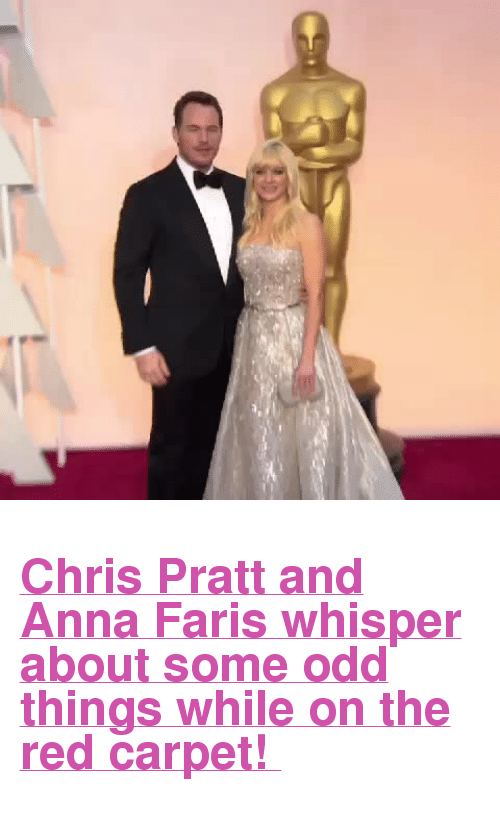 Chris Pratt and
Anna Faris whisper
about some odd
things while on the
red carpet!